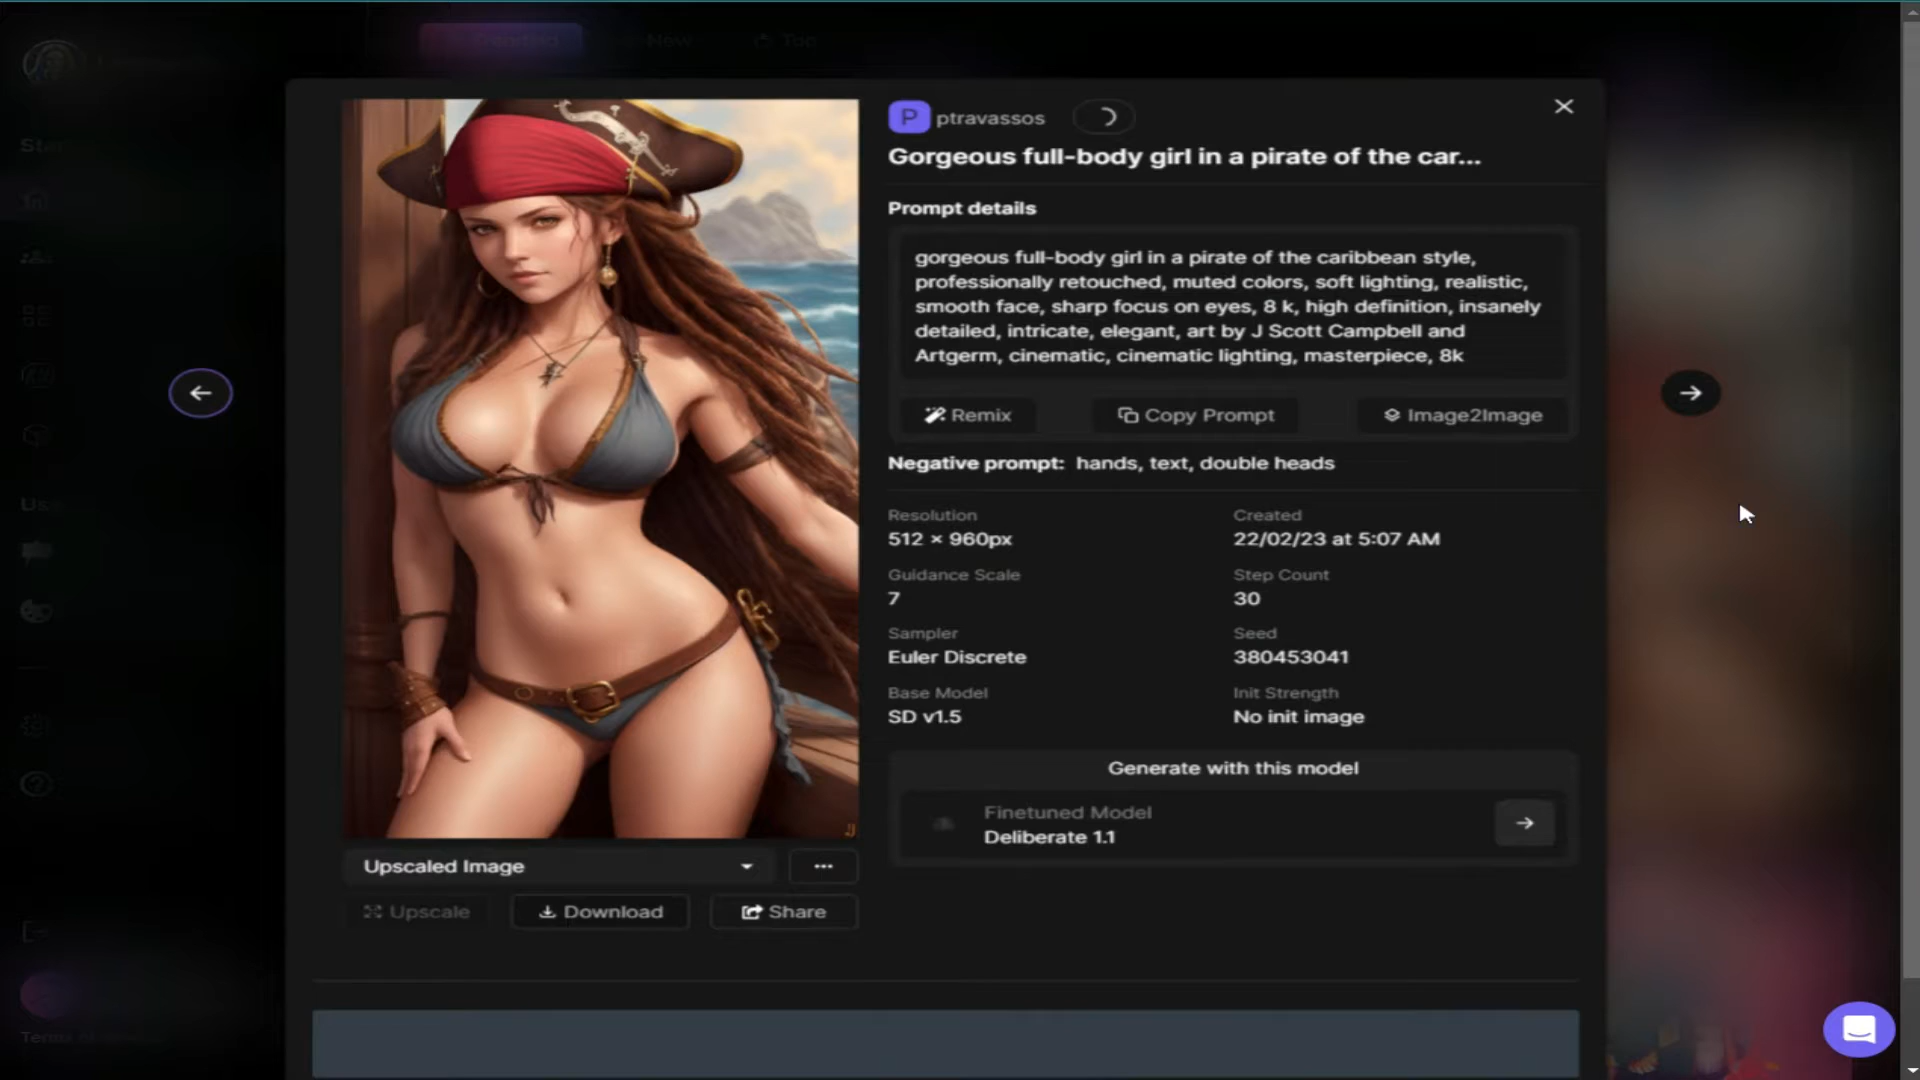 Trending
New
Top
P ptravassos
Gorgeous full-body girl in a pirate of the car...
Prompt details
gorgeous full-body girl in a pirate of the caribbean style,
professionally retouched, muted colors, soft lighting, realistic,
smooth face, sharp focus on eyes, 8 k, high definition, insanely
detailed, intricate, elegant, art by J Scott Campbell and
Artgerm, cinematic, cinematic lighting, masterpiece, 8k
Remix
Copy Prompt
Image2Image
Negative prompt: hands, text, double heads
Resolution
512 × 960px
Created
22/02/23 at 5:07 AM
Guidance Scale
7
Step Count
30
Sampler
Euler Discrete
Seed
380453041
Base Model
SD v1.5
Init Strength
No init image
Generate with this model
Finetuned Model
Deliberate 1.1
Upscaled Image
Upscale
Download
Share